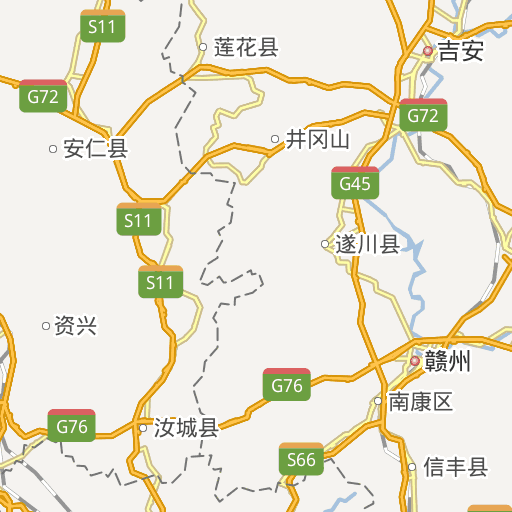 S11
莲花县
吉安
G72
G72
井冈山
安仁县
G45
S11
遂川县
S11
资兴
赣州
G76
南康区
G76
汝城县
S66
信丰县